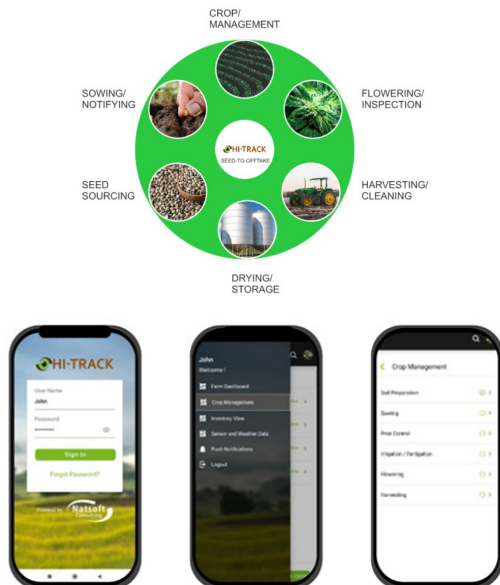 CROP/
MANAGEMENT
SOWING/
NOTIFYING
FLOWERING/
INSPECTION
HI-TRACK
SEED-TO-OFFTAKE
SEED
SOURCING
HARVESTING/
CLEANING
DRYING/
STORAGE
HI-TRACK
User Name
John
Password
Sign In
Forgot Password?
Powered by Natsoft
Consulting
John
Welcome !
Farm Dashboard
Crop Management
Inventory View
Sensor and Weather Data
Push Notifications
Logout
Crop Management
Soil Preparation
Sowing
Pest Control
Irrigation / Fertigation
Flowering
Harvesting